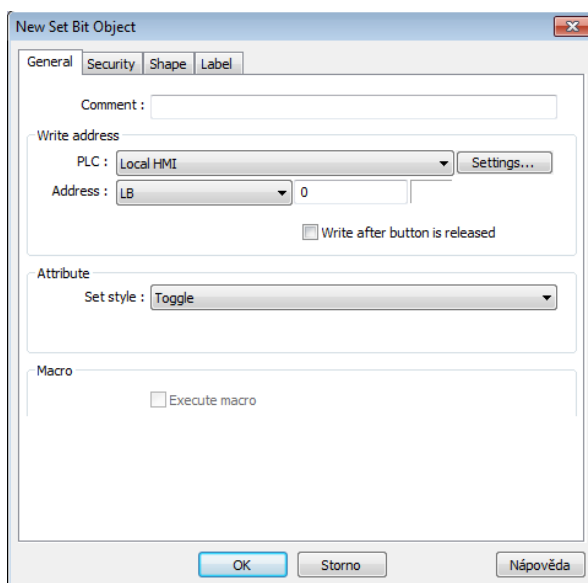 New Set Bit Object
General Security Shape Label
Comment :
Write address
PLC : Local HMI Settings...
Address : LB 0
Write after button is released
Attribute
Set style : Toggle
Macro
Execute macro
OK Storno Nápověda